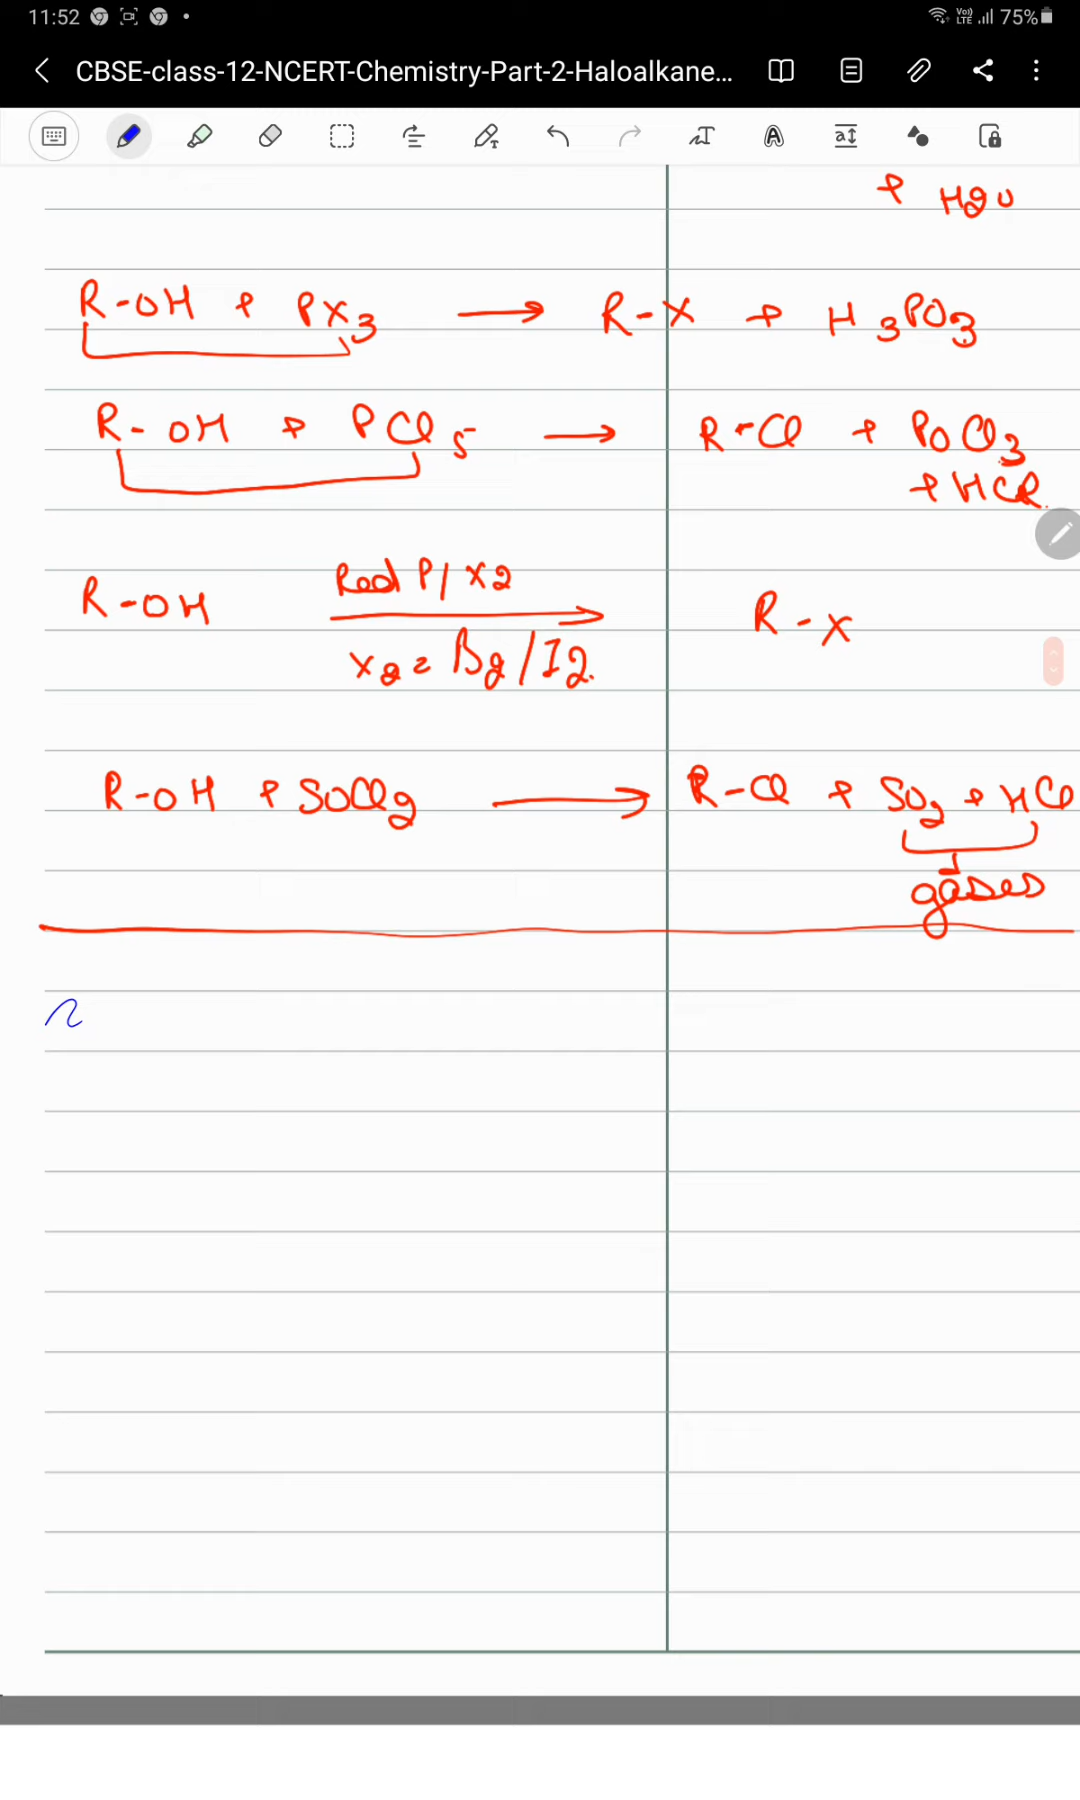 11:52 75%
CBSE-class-12-NCERT-Chemistry-Part-2-Haloalkane...
+ H2O
R-OH + PX3 → R-X + H3PO3
R-OH + PCl5 → R-Cl + POCl3
+ HCl
Red P/X2
R-OH → R-X
X2 = Br2/I2.
R-OH + SOCl2 → R-Cl + SO2 + HCl
gases